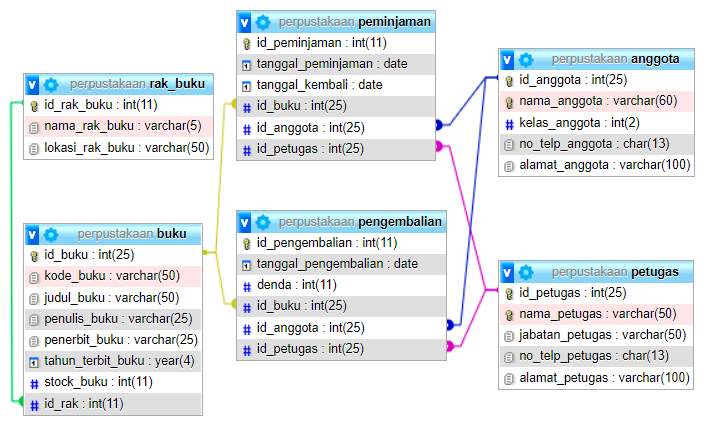 perpustakaan peminjaman
id_peminjaman : int(11)
tanggal_peminjaman : date
tanggal_kembali : date
id_buku : int(25)
id_anggota : int(25)
id_petugas : int(25)
perpustakaan anggota
id_anggota : int(25)
nama_anggota : varchar(60)
kelas_anggota : int(2)
no_telp_anggota : char(13)
alamat_anggota : varchar(100)
perpustakaan rak_buku
id_rak_buku : int(11)
nama_rak_buku : varchar(5)
lokasi_rak_buku : varchar(50)
perpustakaan buku
id_buku : int(25)
kode_buku : varchar(50)
judul_buku : varchar(50)
penulis_buku : varchar(25)
penerbit_buku : varchar(25)
tahun_terbit_buku : year(4)
stock_buku : int(11)
id_rak : int(11)
perpustakaan pengembalian
id_pengembalian : int(11)
tanggal_pengembalian : date
denda : int(11)
id_buku : int(25)
id_anggota : int(25)
id_petugas : int(25)
perpustakaan petugas
id_petugas : int(25)
nama_petugas : varchar(50)
jabatan_petugas : varchar(50)
no_telp_petugas : char(13)
alamat_petugas : varchar(100)